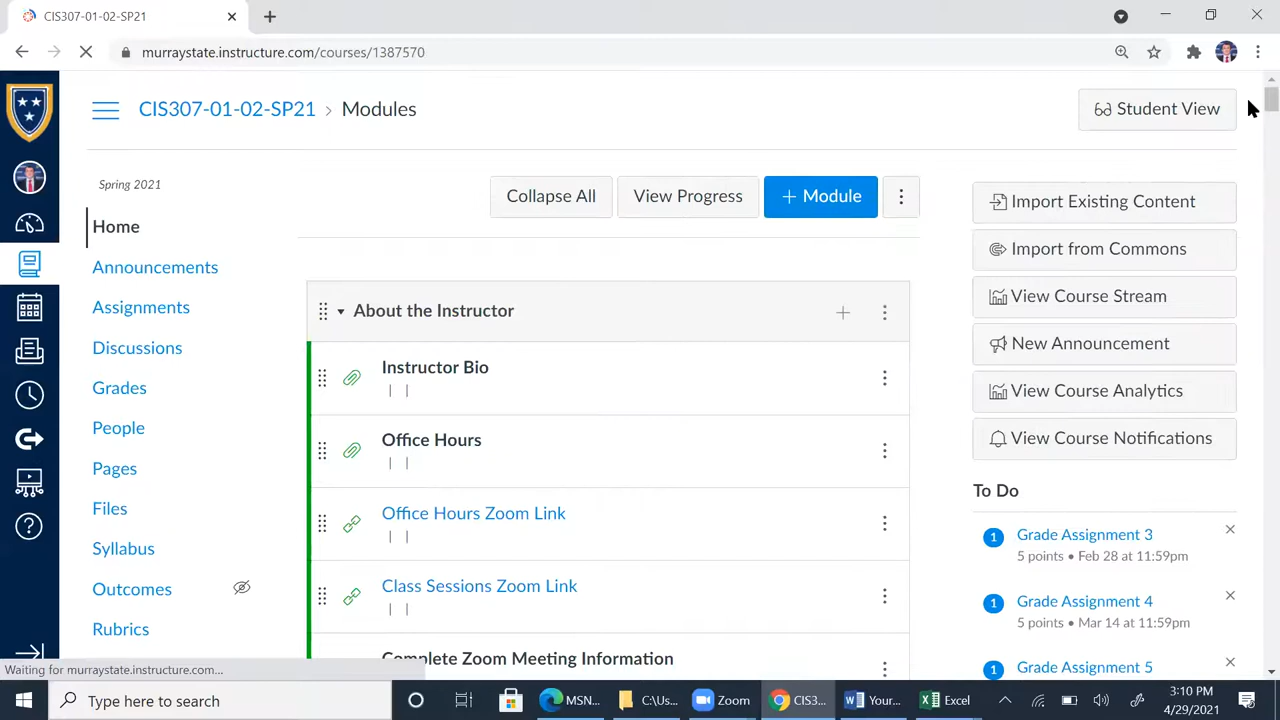 CIS307-01-02-SP21
murraystate.instructure.com/courses/1387570
CIS307-01-02-SP21 › Modules
Student View
Spring 2021
Home
Announcements
Assignments
Discussions
Grades
People
Pages
Files
Syllabus
Outcomes
Rubrics
Collapse All
View Progress
+ Module
About the Instructor
Instructor Bio
| |
Office Hours
| |
Office Hours Zoom Link
| |
Class Sessions Zoom Link
| |
Complete Zoom Meeting Information
Import Existing Content
Import from Commons
View Course Stream
New Announcement
View Course Analytics
View Course Notifications
To Do
1 Grade Assignment 3
5 points • Feb 28 at 11:59pm
1 Grade Assignment 4
5 points • Mar 14 at 11:59pm
1 Grade Assignment 5
Waiting for murraystate.instructure.com...
Type here to search
MSN...
C:\Us...
Zoom
CIS3...
Your...
Excel
3:10 PM
4/29/2021